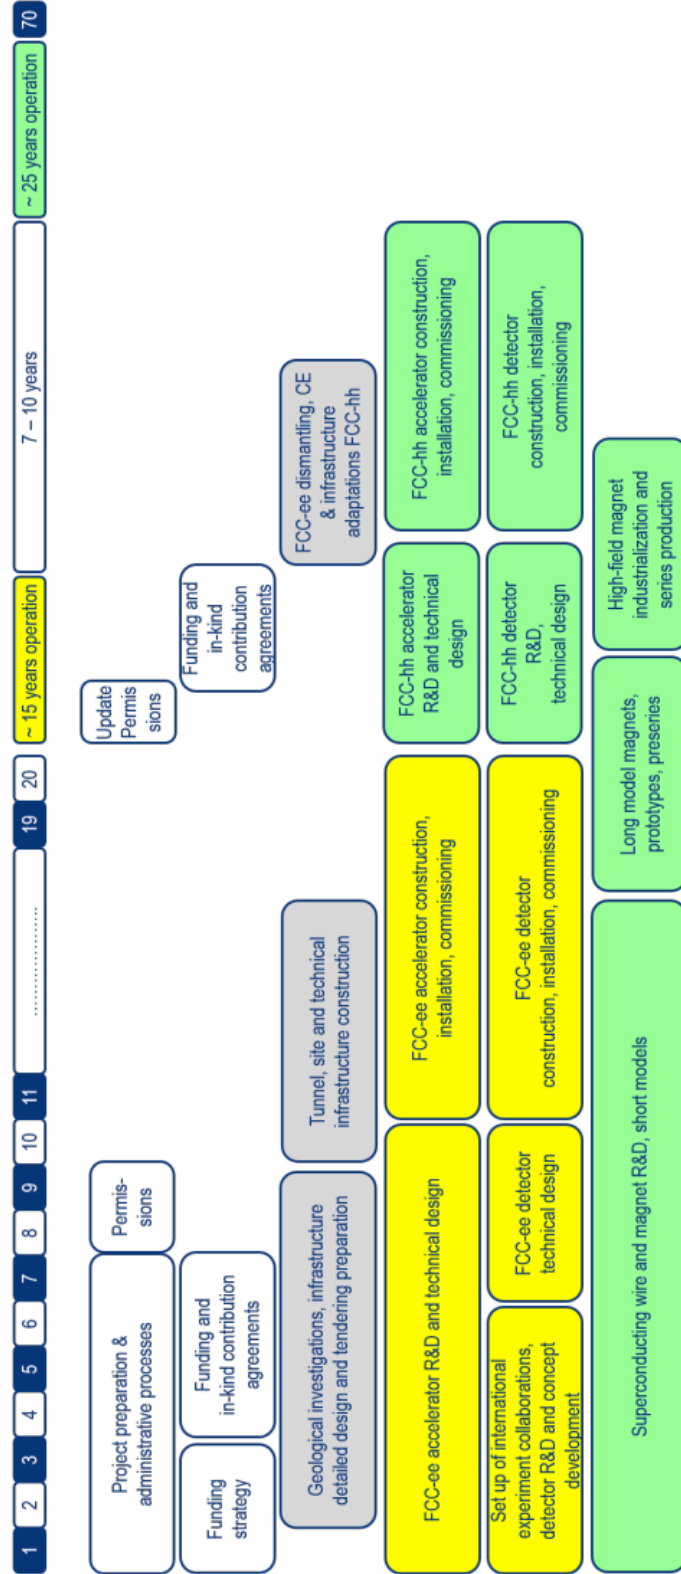 1 2 3 4 5 6 7 8 9 10 11 .................... 19 20 ~ 15 years operation 7 – 10 years ~ 25 years operation 70
Project preparation &
administrative processes
Permis-
sions
Update
Permis
sions
Funding
strategy
Funding and
in-kind contribution
agreements
Funding and
in-kind
contribution
agreements
Geological investigations, infrastructure
detailed design and tendering preparation
Tunnel, site and technical
infrastructure construction
FCC-ee dismantling, CE
& infrastructure
adaptations FCC-hh
FCC-ee accelerator R&D and technical design
FCC-ee accelerator construction,
installation, commissioning
FCC-hh accelerator
R&D and technical
design
FCC-hh accelerator construction,
installation, commissioning
Set up of international
experiment collaborations,
detector R&D and concept
development
FCC-ee detector
technical design
FCC-ee detector
construction, installation, commissioning
FCC-hh detector
R&D,
technical design
FCC-hh detector
construction, installation,
commissioning
Superconducting wire and magnet R&D, short models
Long model magnets,
prototypes, preseries
High-field magnet
industrialization and
series production